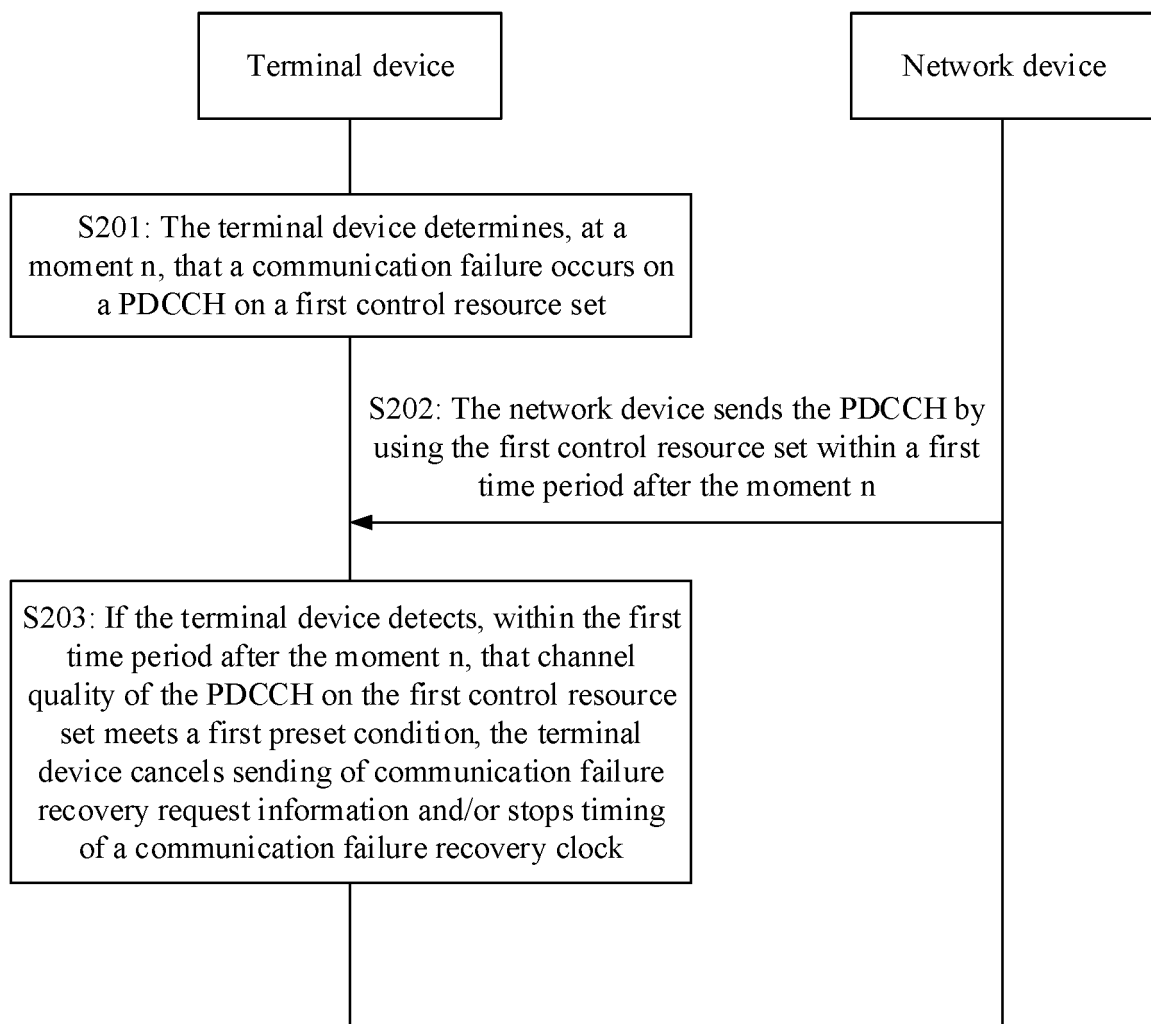 Terminal device
Network device
S201: The terminal device determines, at a
moment n, that a communication failure occurs on
a PDCCH on a first control resource set
S202: The network device sends the PDCCH by
using the first control resource set within a first
time period after the moment n
S203: If the terminal device detects, within the first
time period after the moment n, that channel
quality of the PDCCH on the first control resource
set meets a first preset condition, the terminal
device cancels sending of communication failure
recovery request information and/or stops timing
of a communication failure recovery clock